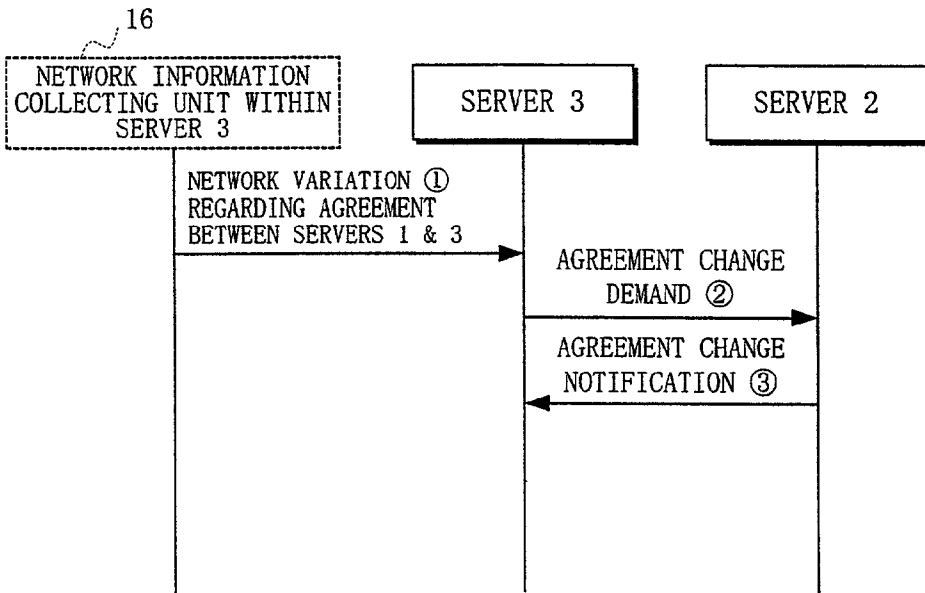 16
NETWORK INFORMATION
COLLECTING UNIT WITHIN
SERVER 3
SERVER 3
SERVER 2
NETWORK VARIATION ①
REGARDING AGREEMENT
BETWEEN SERVERS 1 & 3
AGREEMENT CHANGE
DEMAND ②
AGREEMENT CHANGE
NOTIFICATION ③